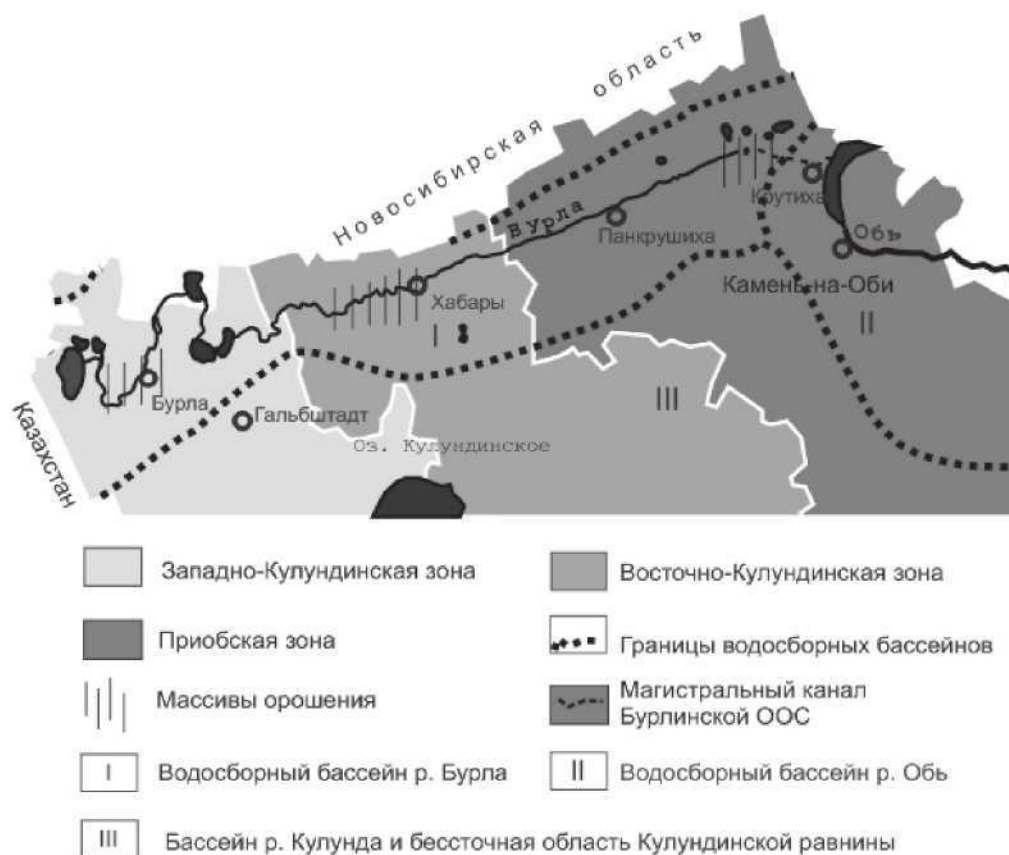 Новосибирская область
Бурла
Крутиха
Панкрушиха
Обь
Камень-на-Оби
Хабары
II
I
Бурла
III
Гальбштадт
Казахстан
Оз. Кулундинское
Западно-Кулундинская зона
Восточно-Кулундинская зона
Приобская зона
Границы водосборных бассейнов
Массивы орошения
Магистральный канал
Бурлинской ООС
I Водосборный бассейн р. Бурла
II Водосборный бассейн р. Обь
III Бассейн р. Кулунда и бессточная область Кулундинской равнины